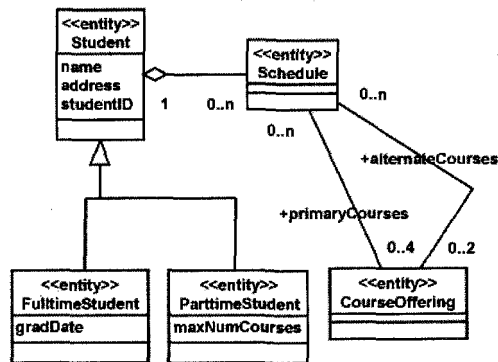 <<entity>>
Student
name
address
studentID
1
0..n
<<entity>>
Schedule
0..n
0..n
+alternateCourses
+primaryCourses
0..4
0..2
<<entity>>
FulltimeStudent
gradDate
<<entity>>
ParttimeStudent
maxNumCourses
<<entity>>
CourseOffering